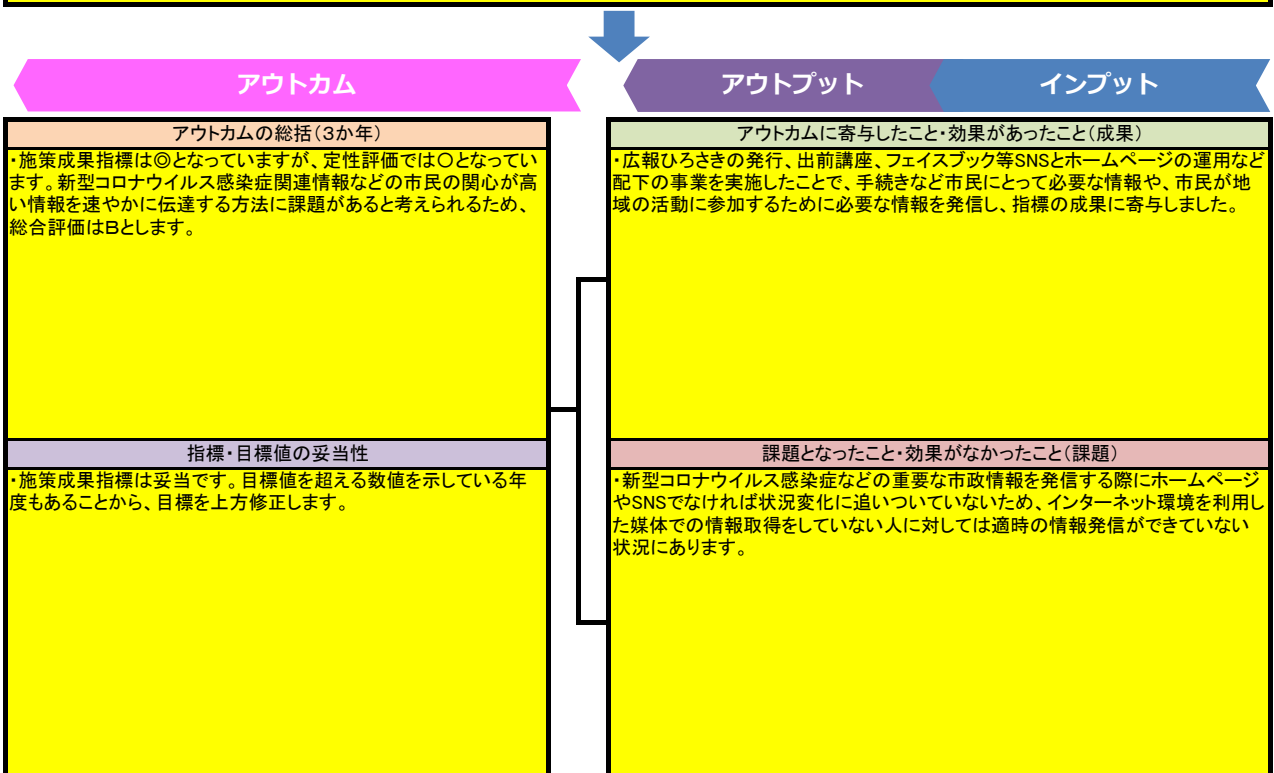 アウトカム
アウトプット
インプット
アウトカムの総括（３か年）
・施策成果指標は◎となっていますが、定性評価では○となってい
ます。新型コロナウイルス感染症関連情報などの市民の関心が高
い情報を速やかに伝達する方法に課題があると考えられるため、
総合評価はＢとします。
指標・目標値の妥当性
・施策成果指標は妥当です。目標値を超える数値を示している年
度もあることから、目標を上方修正します。
アウトカムに寄与したこと・効果があったこと（成果）
・広報ひろさきの発行、出前講座、フェイスブック等SNSとホームページの運用など
配下の事業を実施したことで、手続きなど市民にとって必要な情報や、市民が地
域の活動に参加するために必要な情報を発信し、指標の成果に寄与しました。
課題となったこと・効果がなかったこと（課題）
・新型コロナウイルス感染症などの重要な市政情報を発信する際にホームページ
やSNSでなければ状況変化に追いついていないため、インターネット環境を利用し
た媒体での情報取得をしていない人に対しては適時の情報発信ができていない
状況にあります。